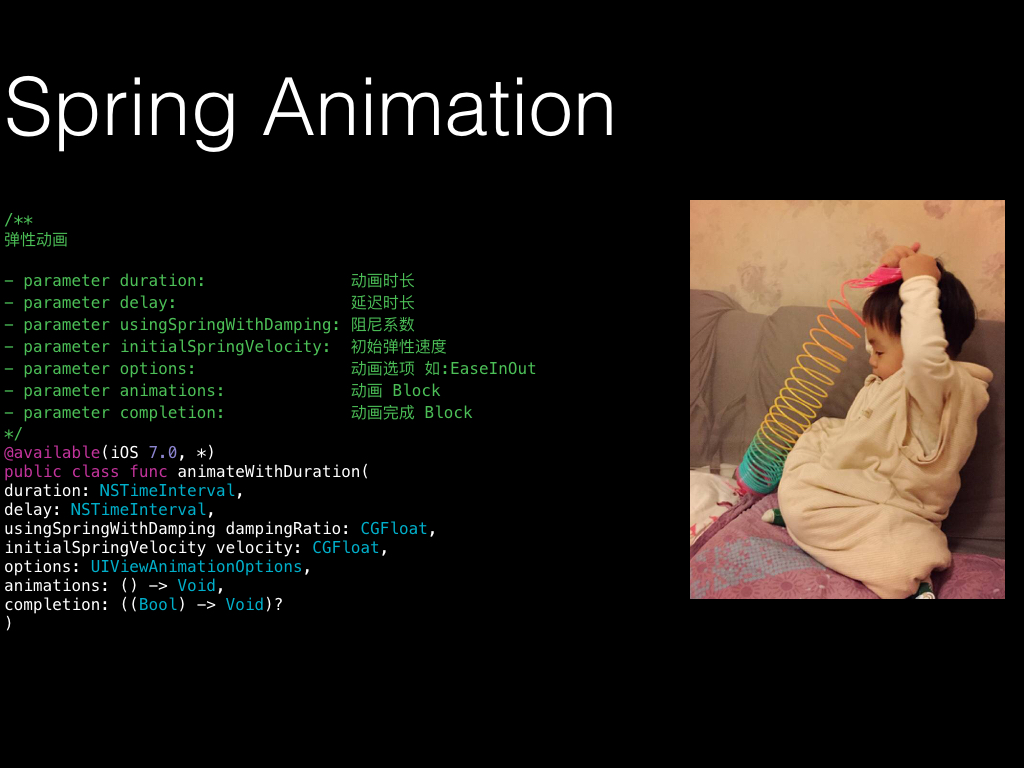 Spring Animation
/**
弹性动画
- parameter duration: 动画时长
- parameter delay: 延迟时长
- parameter usingSpringWithDamping: 阻尼系数
- parameter initialSpringVelocity: 初始弹性速度
- parameter options: 动画选项 如:EaseInOut
- parameter animations: 动画 Block
- parameter completion: 动画完成 Block
*/
@available(iOS 7.0, *)
public class func animateWithDuration(
duration: NSTimeInterval,
delay: NSTimeInterval,
usingSpringWithDamping dampingRatio: CGFloat,
initialSpringVelocity velocity: CGFloat,
options: UIViewAnimationOptions,
animations: () -> Void,
completion: ((Bool) -> Void)?
)